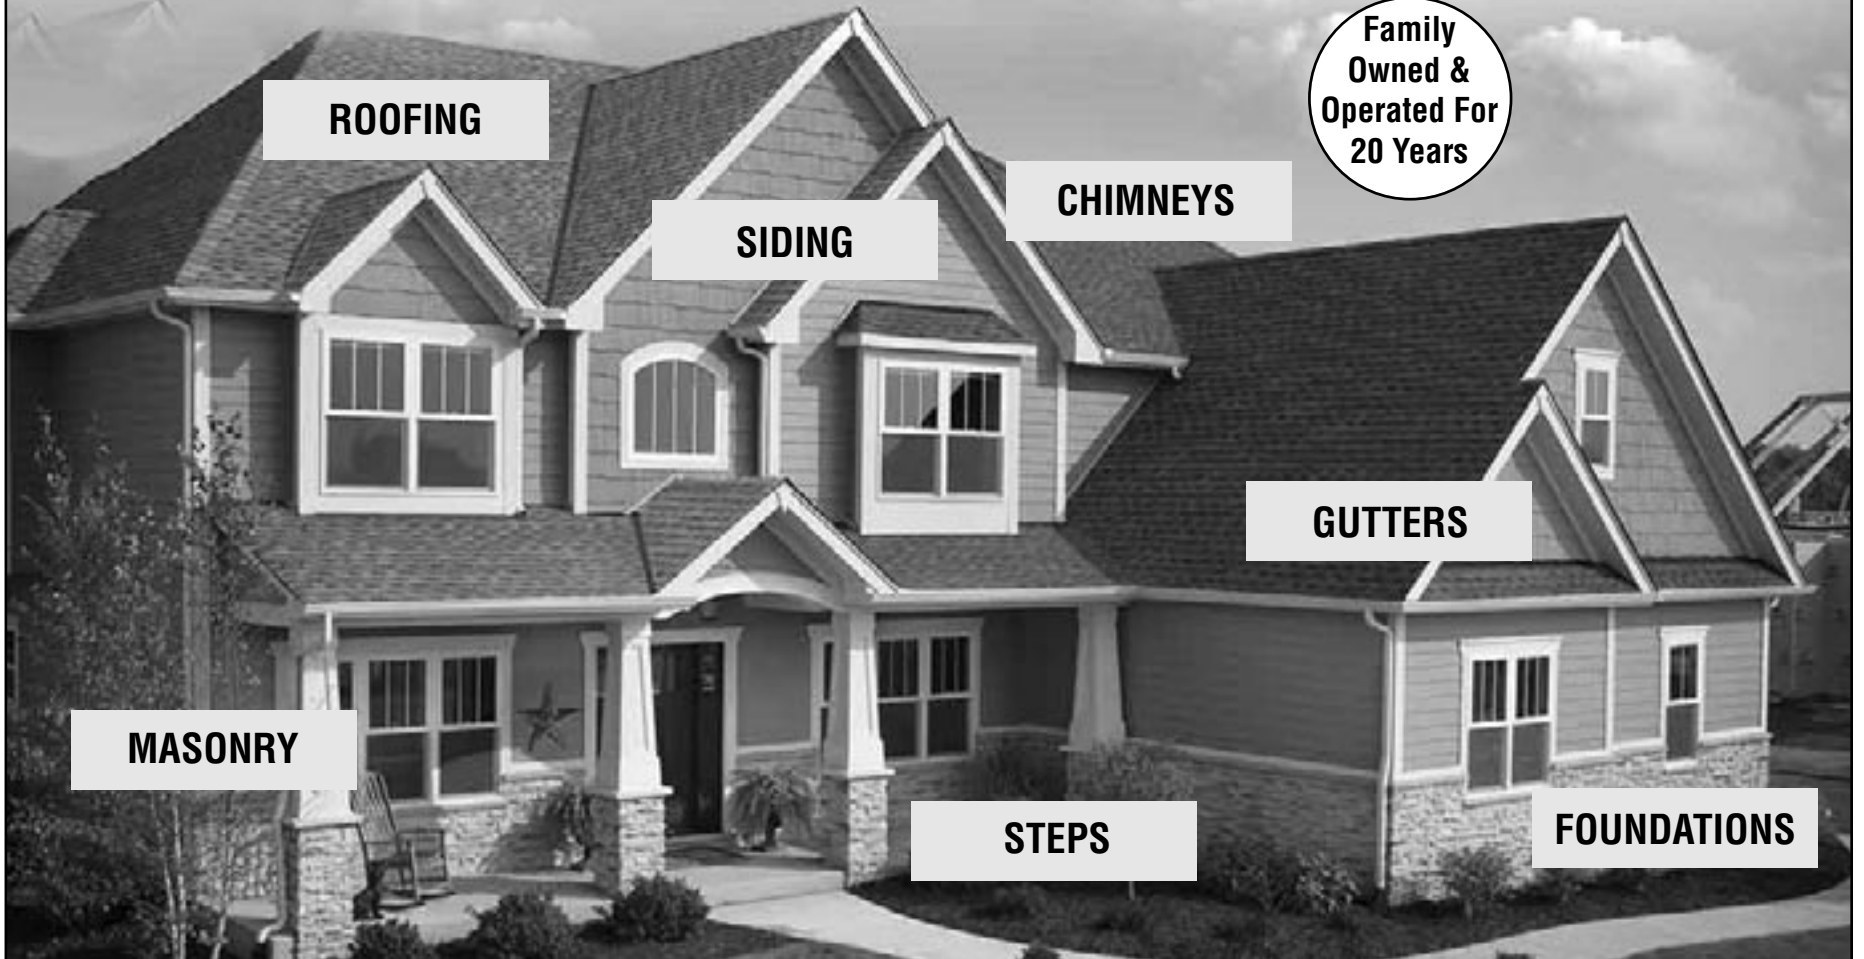 Family
Owned &
Operated For
20 Years
ROOFING
CHIMNEYS
SIDING
GUTTERS
MASONRY
STEPS
FOUNDATIONS